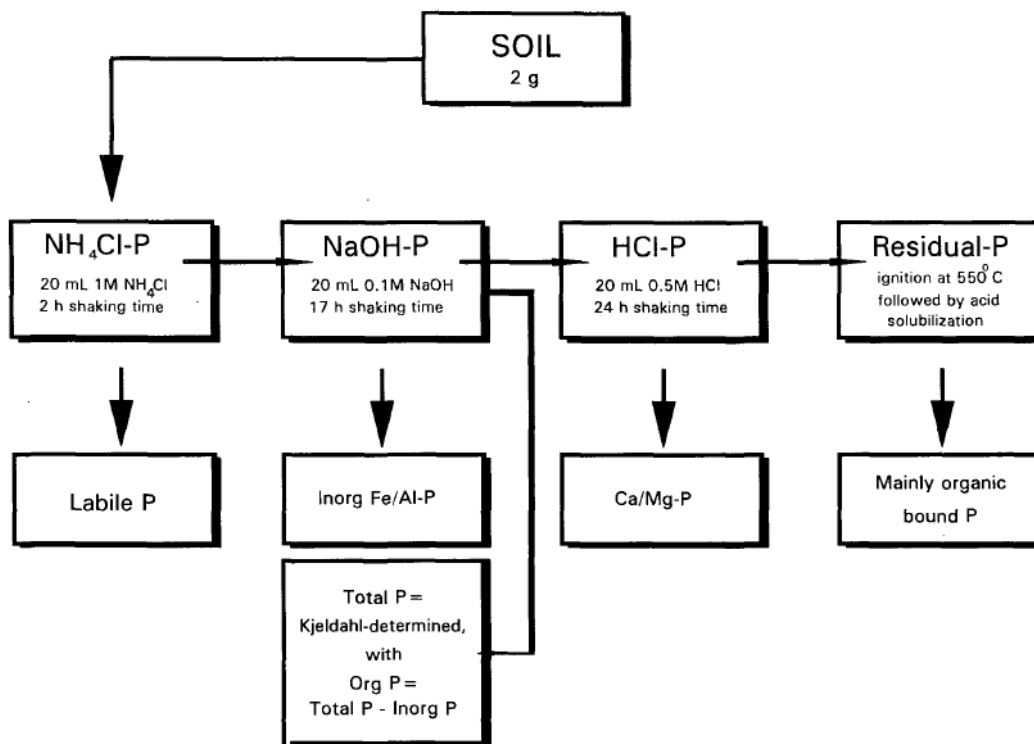 SOIL
2 g
NH₄Cl-P
20 mL 1M NH₄Cl
2 h shaking time
NaOH-P
20 mL 0.1M NaOH
17 h shaking time
HCl-P
20 mL 0.5M HCl
24 h shaking time
Residual-P
ignition at 550°C
followed by acid
solubilization
Labile P
Inorg Fe/Al-P
Ca/Mg-P
Mainly organic
bound P
Total P=
Kjeldahl-determined,
with
Org P=
Total P - Inorg P